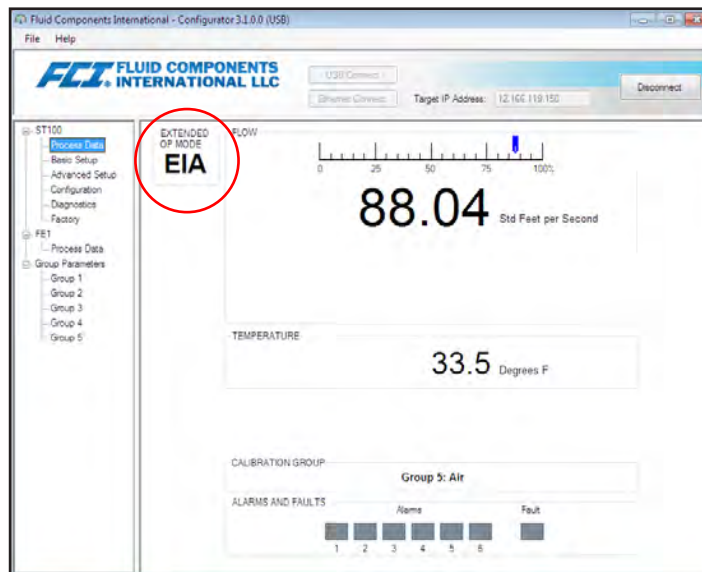 Fluid Components International - Configurator 3.1.0.0 (USB)
File Help
FCI. FLUID COMPONENTS
INTERNATIONAL LLC
USB Connect
Ethernet Connect Target IP Address: 12.166.119.150 Disconnect
ST100
Process Data
Basic Setup
Advanced Setup
Configuration
Diagnostics
Factory
FE1
Process Data
Group Parameters
Group 1
Group 2
Group 3
Group 4
Group 5
EXTENDED
OP MODE
EIA
FLOW
0 25 50 75 100%
88.04 Std Feet per Second
TEMPERATURE
33.5 Degrees F
CALIBRATION GROUP
Group 5: Air
ALARMS AND FAULTS
Alarms Fault
1 2 3 4 5 6